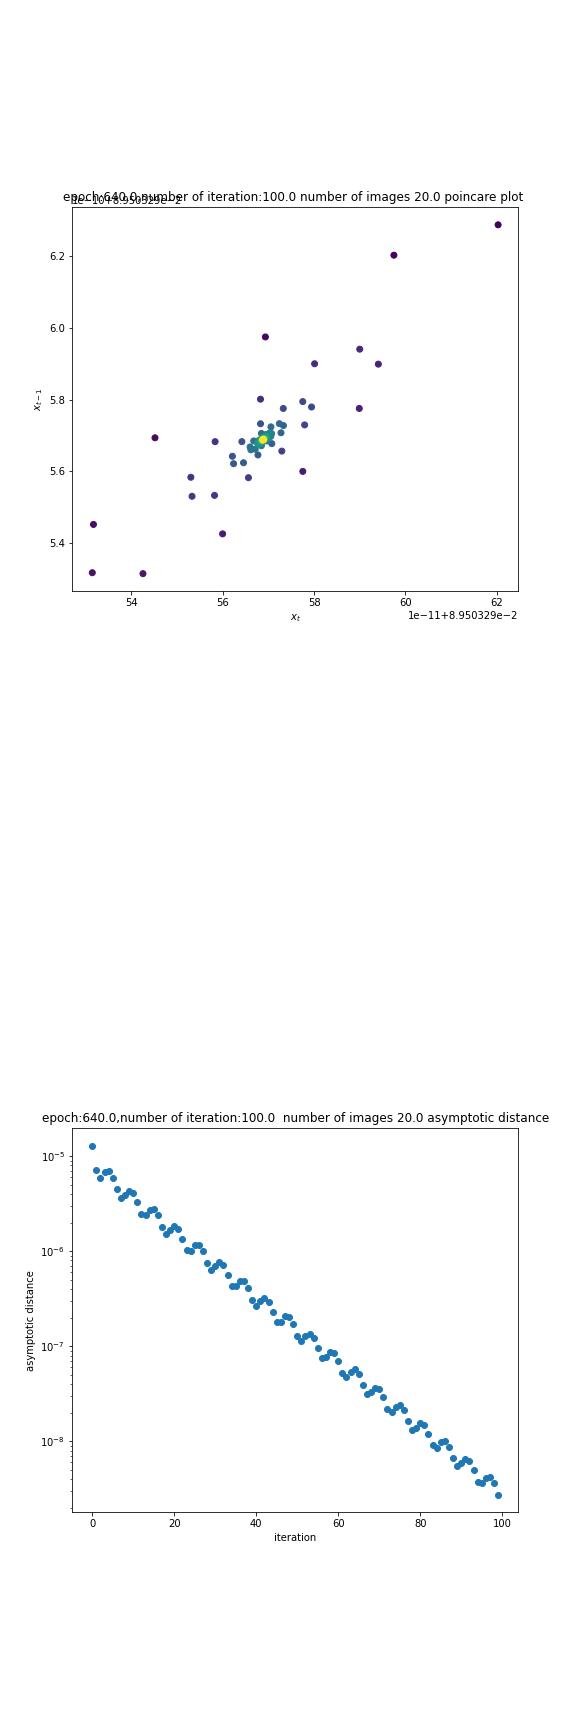 epoch:640.0,number of iteration:100.0 number of images 20.0 poincare plot
1e−10+8.950329e−2
6.2
6.0
5.8
5.6
5.4
x_{t−1}
54 56 58 60 62
x_t
1e−11+8.950329e−2
epoch:640.0,number of iteration:100.0  number of images 20.0 asymptotic distance
10^{−5}
10^{−6}
10^{−7}
10^{−8}
asymptotic distance
0 20 40 60 80 100
iteration